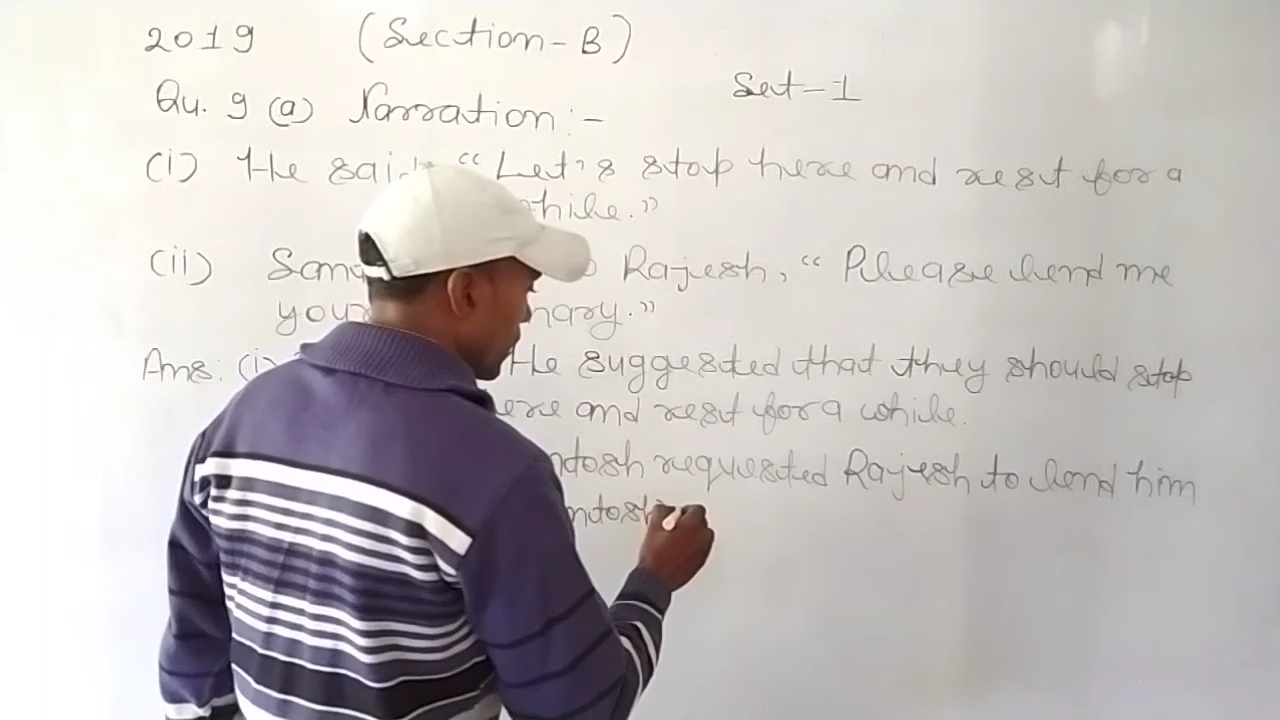 2019 (Section-B)
Set-1
Qu. 9 (a) Narration :-
(i) He said "Let's stop here and rest for a
while."
(ii) Rajesh, "Please lend me
your
Ans: (i) He suggested that they should stop
here and rest for a while.
requested Rajesh to lend him